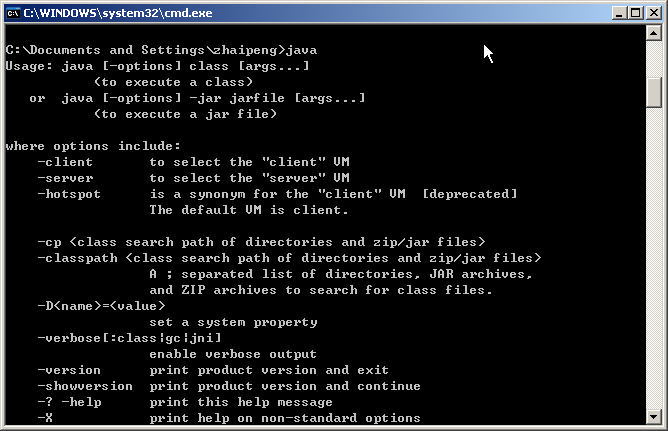 C:\WINDOWS\system32\cmd.exe
C:\Documents and Settings\zhaipeng>java
Usage: java [-options] class [args...]
           (to execute a class)
   or  java [-options] -jar jarfile [args...]
           (to execute a jar file)
where options include:
    -client       to select the "client" VM
    -server       to select the "server" VM
    -hotspot      is a synonym for the "client" VM  [deprecated]
                  The default VM is client.
    -cp <class search path of directories and zip/jar files>
    -classpath <class search path of directories and zip/jar files>
                  A ; separated list of directories, JAR archives,
                  and ZIP archives to search for class files.
    -D<name>=<value>
                  set a system property
    -verbose[:class|gc|jni]
                  enable verbose output
    -version      print product version and exit
    -showversion  print product version and continue
    -? -help      print this help message
    -X            print help on non-standard options